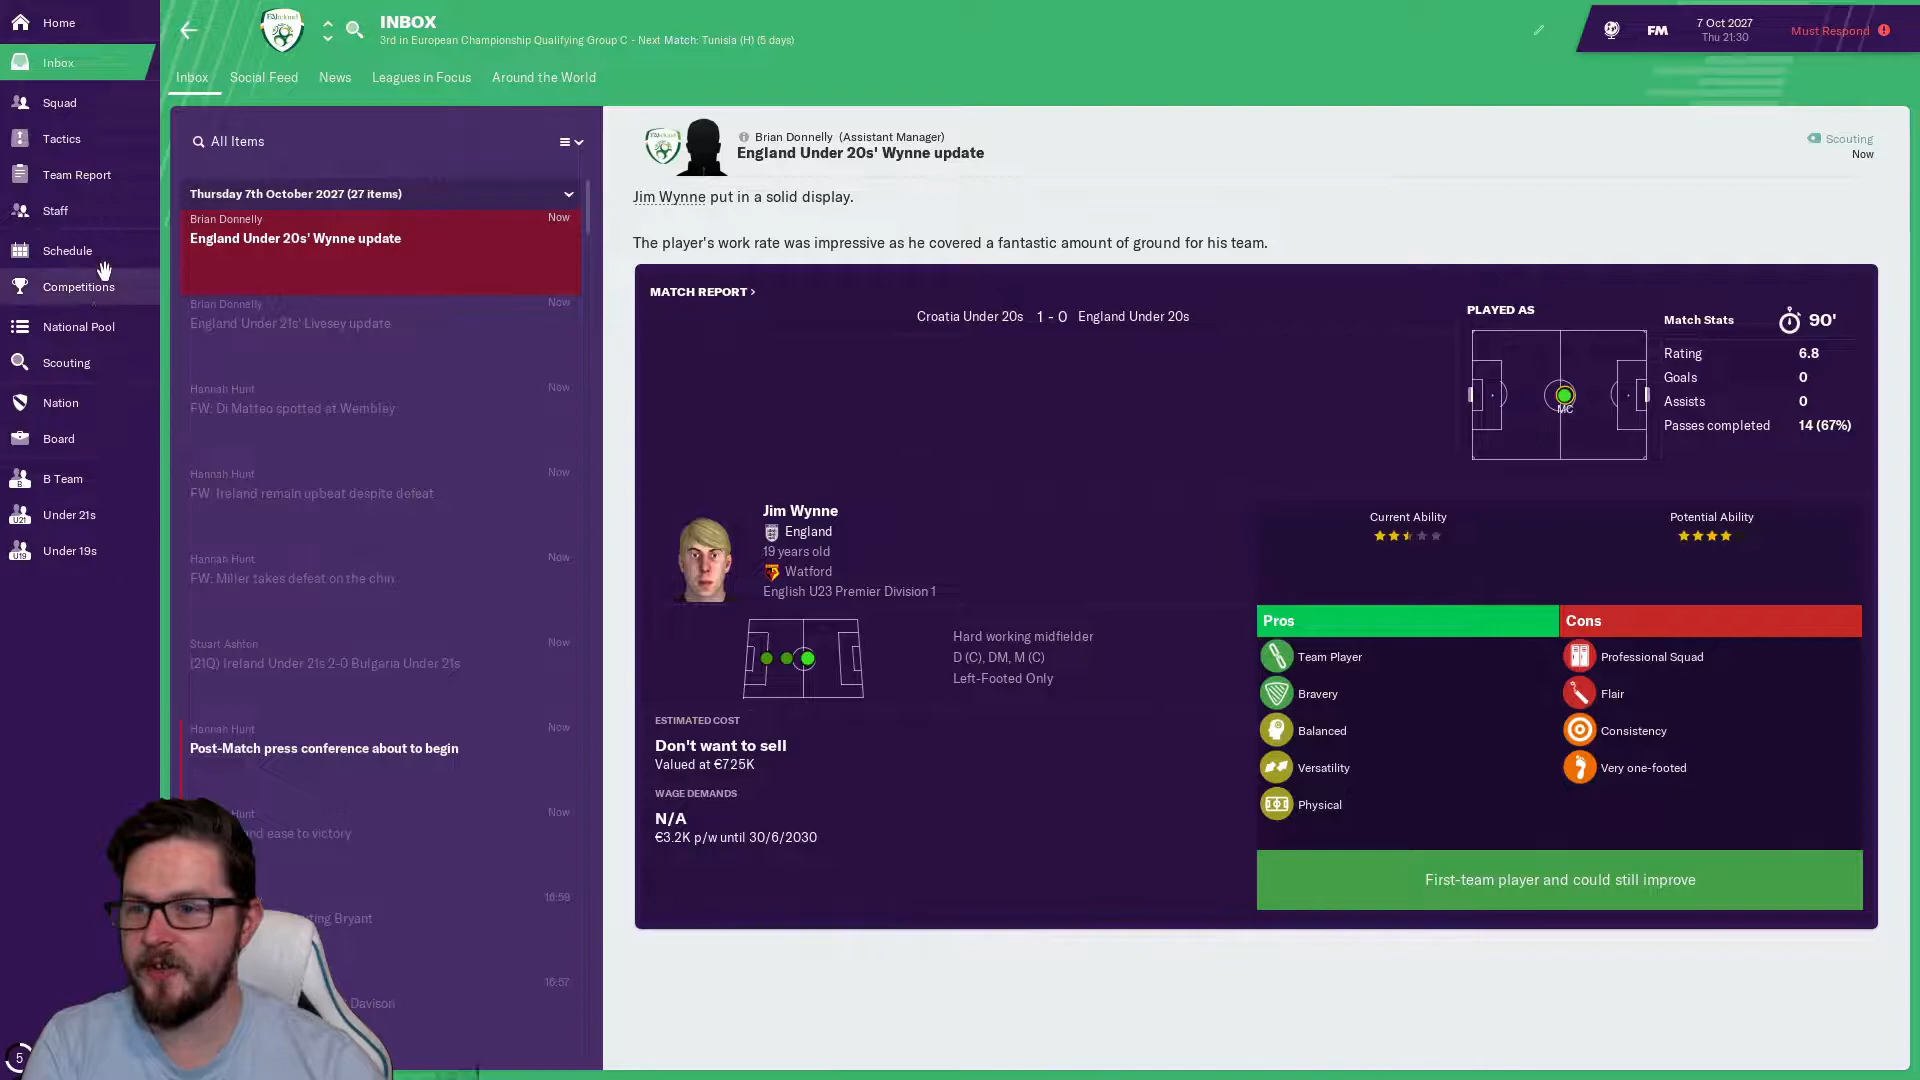 Home
Inbox
Squad
Tactics
Team Report
Staff
Schedule
Competitions
National Pool
Scouting
Nation
Board
B Team
Under 21s
Under 19s
B
U21
U19
5
INBOX
3rd in European Championship Qualifying Group C - Next Match: Tunisia (H) (5 days)
FM
7 Oct 2027
Thu 21:30
Must Respond
Inbox
Social Feed
News
Leagues in Focus
Around the World
All Items
Thursday 7th October 2027 (27 items)
Brian Donnelly
Now
England Under 20s' Wynne update
Brian Donnelly
Now
England Under 21s' Livesey update
Hannah Hunt
Now
FW: Di Matteo spotted at Wembley
Hannah Hunt
Now
FW: Ireland remain upbeat despite defeat
Hannah Hunt
Now
FW: Miller takes defeat on the chin
Stuart Ashton
Now
(21Q) Ireland Under 21s 2-0 Bulgaria Under 21s
Hannah Hunt
Now
Post-Match press conference about to begin
Hunt
Now
ease to victory
16:59
Bryant
16:57
Davison
Brian Donnelly (Assistant Manager)
England Under 20s' Wynne update
Scouting
Now
Jim Wynne put in a solid display.
The player's work rate was impressive as he covered a fantastic amount of ground for his team.
MATCH REPORT >
Croatia Under 20s 1 - 0 England Under 20s
PLAYED AS
MC
Match Stats 90'
Rating 6.8
Goals 0
Assists 0
Passes completed 14 (67%)
Jim Wynne
England
19 years old
Watford
English U23 Premier Division 1
Hard working midfielder
D (C), DM, M (C)
Left-Footed Only
ESTIMATED COST
Don't want to sell
Valued at €725K
WAGE DEMANDS
N/A
€3.2K p/w until 30/6/2030
Current Ability
Potential Ability
Pros
Cons
Team Player
Professional Squad
Bravery
Flair
Balanced
Consistency
Versatility
Very one-footed
Physical
First-team player and could still improve